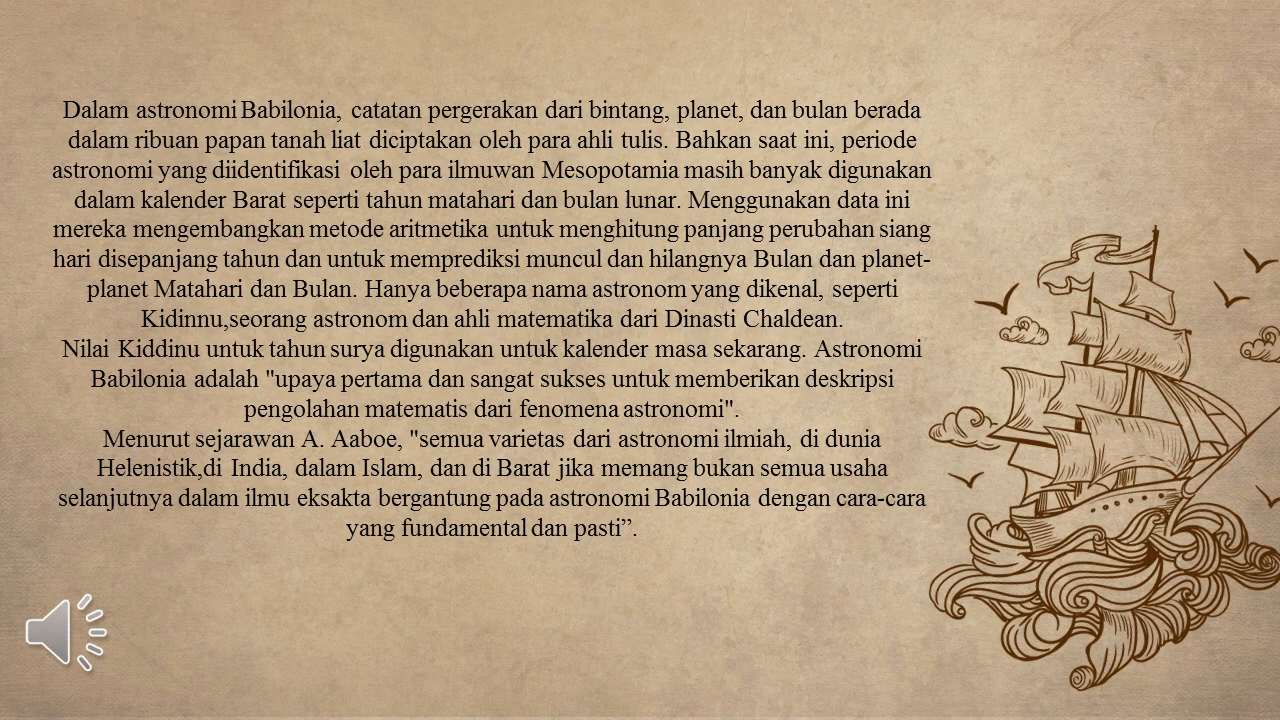 Dalam astronomi Babilonia, catatan pergerakan dari bintang, planet, dan bulan berada
dalam ribuan papan tanah liat diciptakan oleh para ahli tulis. Bahkan saat ini, periode
astronomi yang diidentifikasi oleh para ilmuwan Mesopotamia masih banyak digunakan
dalam kalender Barat seperti tahun matahari dan bulan lunar. Menggunakan data ini
mereka mengembangkan metode aritmetika untuk menghitung panjang perubahan siang
hari disepanjang tahun dan untuk memprediksi muncul dan hilangnya Bulan dan planet-
planet Matahari dan Bulan. Hanya beberapa nama astronom yang dikenal, seperti
Kidinnu,seorang astronom dan ahli matematika dari Dinasti Chaldean.
Nilai Kiddinu untuk tahun surya digunakan untuk kalender masa sekarang. Astronomi
Babilonia adalah "upaya pertama dan sangat sukses untuk memberikan deskripsi
pengolahan matematis dari fenomena astronomi".
Menurut sejarawan A. Aaboe, "semua varietas dari astronomi ilmiah, di dunia
Helenistik,di India, dalam Islam, dan di Barat jika memang bukan semua usaha
selanjutnya dalam ilmu eksakta bergantung pada astronomi Babilonia dengan cara-cara
yang fundamental dan pasti”.